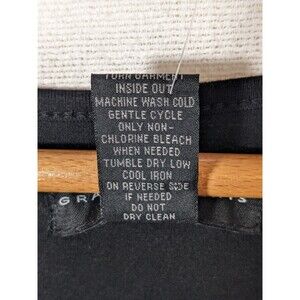 TURN GARMENT
INSIDE OUT
MACHINE WASH COLD
GENTLE CYCLE
ONLY NON-
CHLORINE BLEACH
WHEN NEEDED
TUMBLE DRY LOW
COOL IRON
ON REVERSE SIDE
IF NEEDED
DO NOT
DRY CLEAN